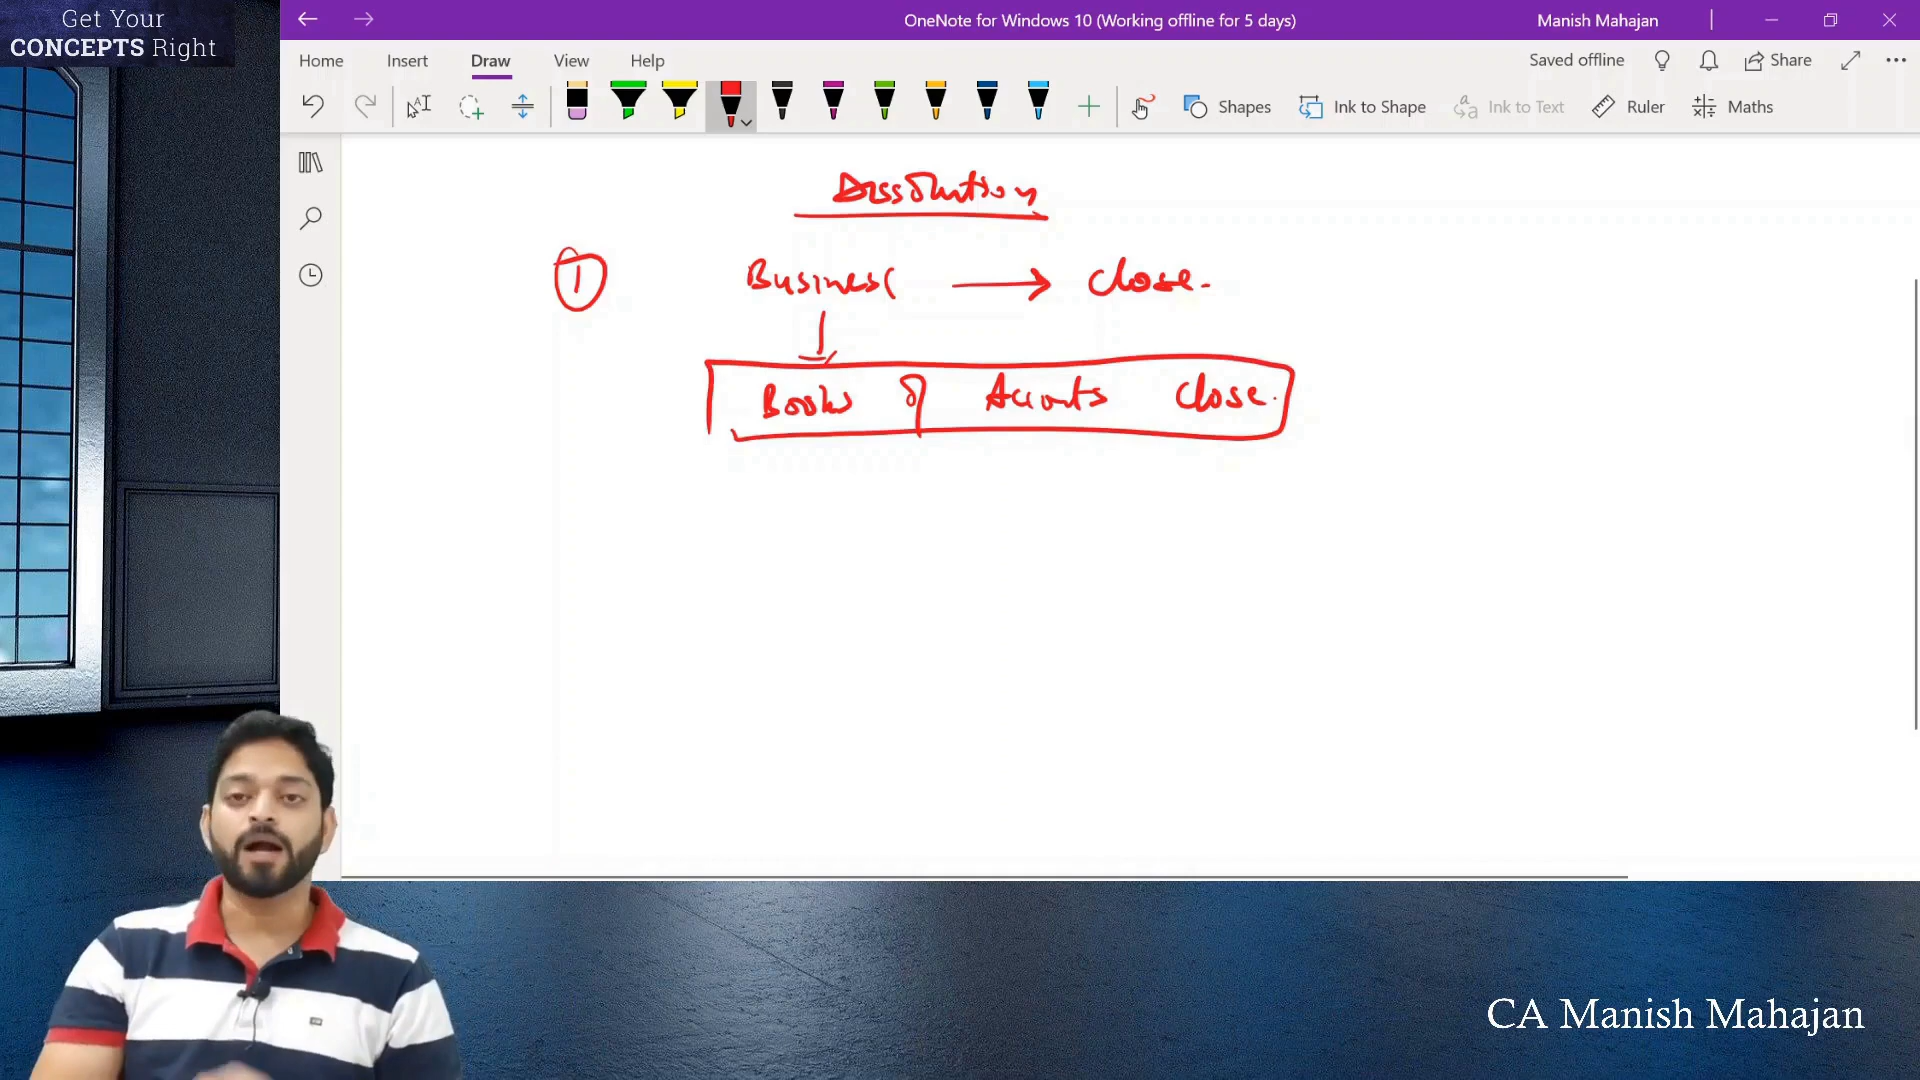 Get Your
CONCEPTS Right
OneNote for Windows 10 (Working offline for 5 days)
Manish Mahajan
Home Insert Draw View Help
Saved offline
Share
Shapes
Ink to Shape
Ink to Text
Ruler
Maths
Dissolution
1 Business → close.
Books of Accounts close.
CA Manish Mahajan